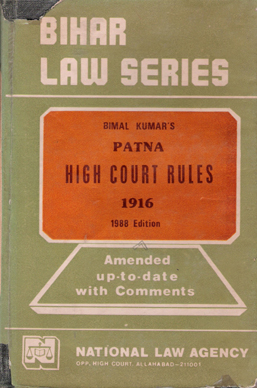 BIHAR
LAW SERIES
BIMAL KUMAR'S
PATNA
HIGH COURT RULES
1916
1988 Edition
Amended
up-to-date
with Comments
NATIONAL LAW AGENCY
OPP. HIGH COURT, ALLAHABAD-211001